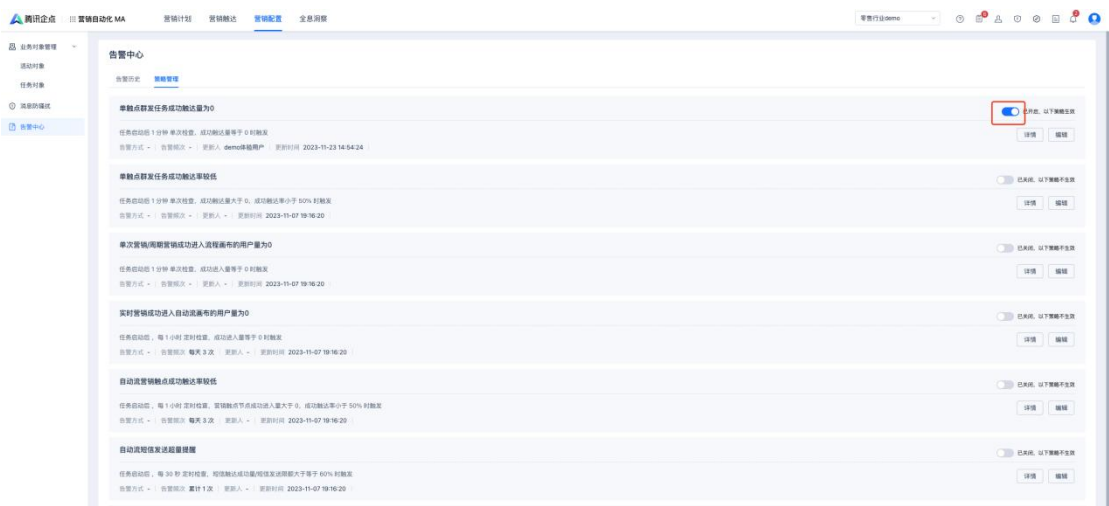 腾讯企点 营销自动化 MA 营销计划 营销触达 营销配置 全息洞察 零售行业demo
业务对象管理
活动对象
任务对象
消息防骚扰
告警中心
告警中心
告警历史 策略管理
单触点群发任务成功触达量为0 已开启，以下策略生效
任务启动后 1 分钟 单次检查，成功触达量等于 0 时触发 详情 编辑
告警方式 - 告警频次 - 更新人 demo体验用户 更新时间 2023-11-23 14:54:24
单触点群发任务成功触达率较低 已关闭，以下策略不生效
任务启动后 1 分钟 单次检查，成功触达量大于 0，成功触达率小于 50% 时触发 详情 编辑
告警方式 - 告警频次 - 更新人 - 更新时间 2023-11-07 19:16:20
单次营销/周期营销成功进入流程画布的用户量为0 已关闭，以下策略不生效
任务启动后 1 分钟 单次检查，成功进入量等于 0 时触发 详情 编辑
告警方式 - 告警频次 - 更新人 - 更新时间 2023-11-07 19:16:20
实时营销成功进入自动流画布的用户量为0 已关闭，以下策略不生效
任务启动后，每 1 小时 定时检查，成功进入量等于 0 时触发 详情 编辑
告警方式 - 告警频次 每天 3 次 更新人 - 更新时间 2023-11-07 19:16:20
自动流营销触点成功触达率较低 已关闭，以下策略不生效
任务启动后，每 1 小时 定时检查，营销触点节点成功进入量大于 0，成功触达率小于 50% 时触发 详情 编辑
告警方式 - 告警频次 每天 3 次 更新人 - 更新时间 2023-11-07 19:16:20
自动流短信发送超量提醒 已关闭，以下策略不生效
任务启动后，每 30 秒 定时检查，短信触达成功量/短信发送限额大于等于 60% 时触发 详情 编辑
告警方式 - 告警频次 累计 1 次 更新人 - 更新时间 2023-11-07 19:16:20